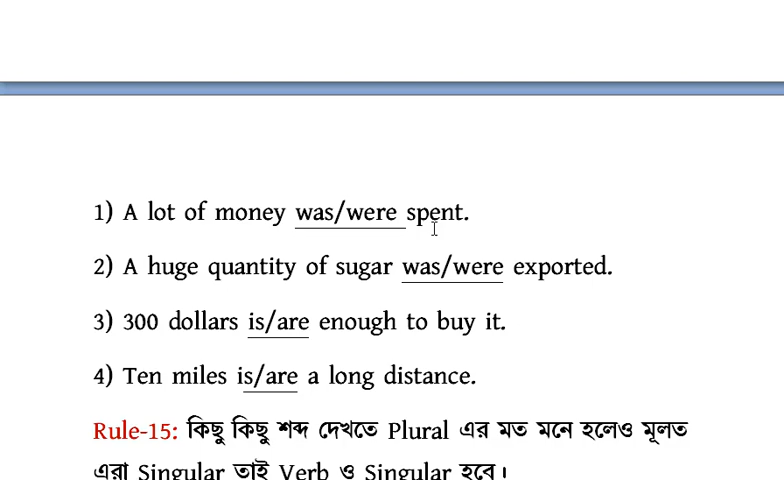 1) A lot of money was/were spent.
2) A huge quantity of sugar was/were exported.
3) 300 dollars is/are enough to buy it.
4) Ten miles is/are a long distance.
Rule-15: কিছু কিছু শব্দ দেখতে Plural এর মত মনে হলেও মূলত
এরা Singular তাই Verb ও Singular হবে।